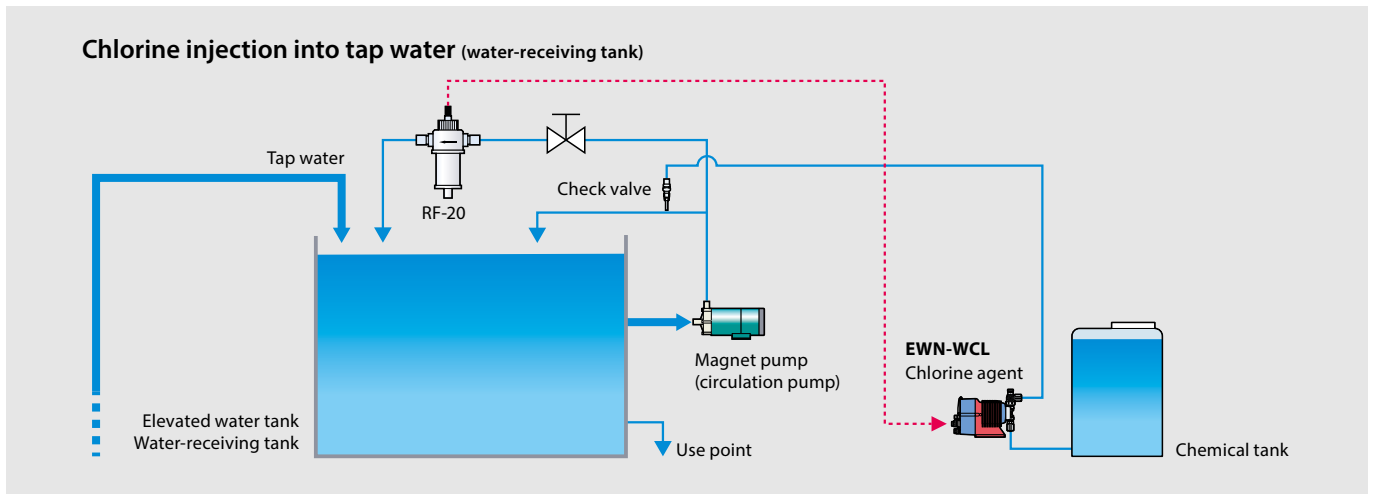 Chlorine injection into tap water (water-receiving tank)
Tap water
RF-20
Check valve
Magnet pump
(circulation pump)
EWN-WCL
Chlorine agent
Elevated water tank
Water-receiving tank
Use point
Chemical tank